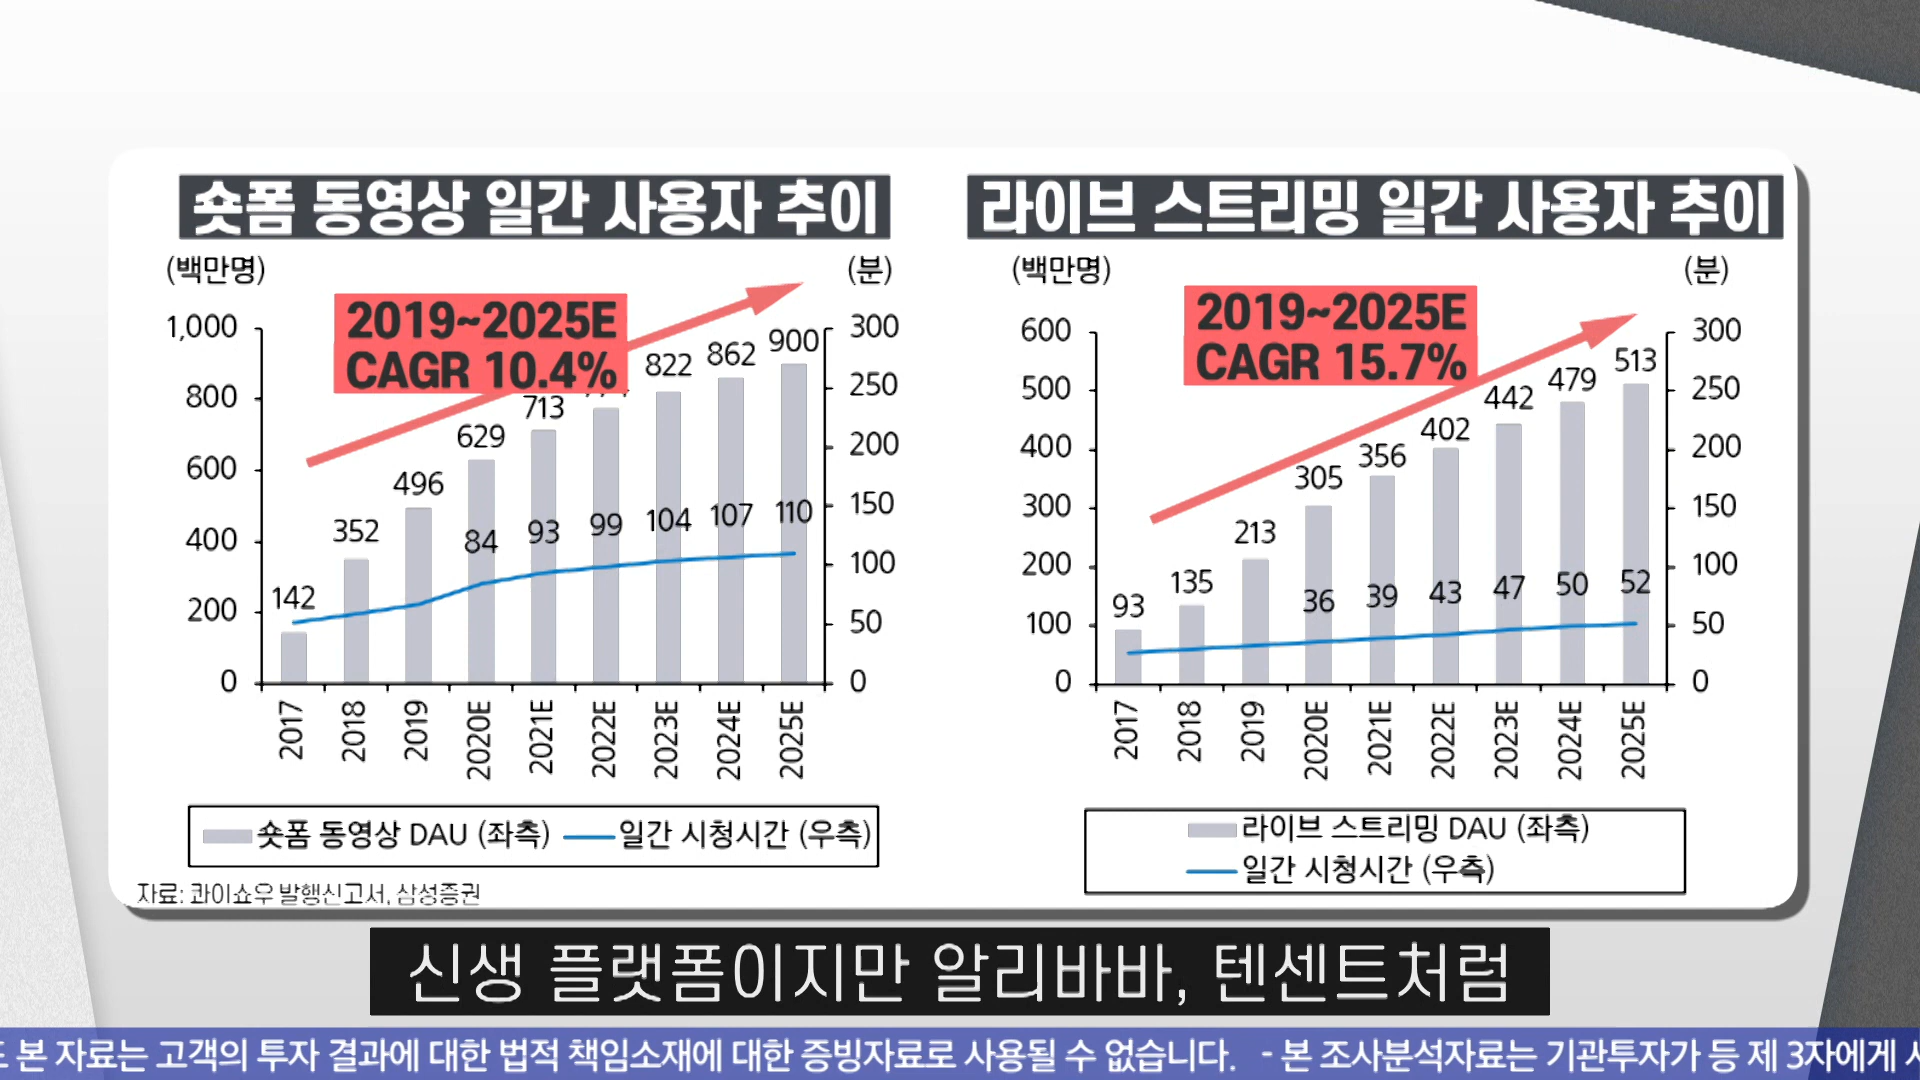 숏폼 동영상 일간 사용자 추이
(백만명)
(분)
2019~2025E
CAGR 10.4%
1,000
800
600
400
200
0
300
250
200
150
100
50
0
142
352
496
629
713
822
862
900
84
93
99
104
107
110
2017
2018
2019
2020E
2021E
2022E
2023E
2024E
2025E
숏폼 동영상 DAU (좌측)
일간 시청시간 (우측)
자료: 콰이쇼우 발행신고서, 삼성증권
라이브 스트리밍 일간 사용자 추이
(백만명)
(분)
2019~2025E
CAGR 15.7%
600
500
400
300
200
100
0
300
250
200
150
100
50
0
93
135
213
305
356
402
442
479
513
36
39
43
47
50
52
2017
2018
2019
2020E
2021E
2022E
2023E
2024E
2025E
라이브 스트리밍 DAU (좌측)
일간 시청시간 (우측)
신생 플랫폼이지만 알리바바, 텐센트처럼
본 자료는 고객의 투자 결과에 대한 법적 책임소재에 대한 증빙자료로 사용될 수 없습니다. - 본 조사분석자료는 기관투자가 등 제 3자에게